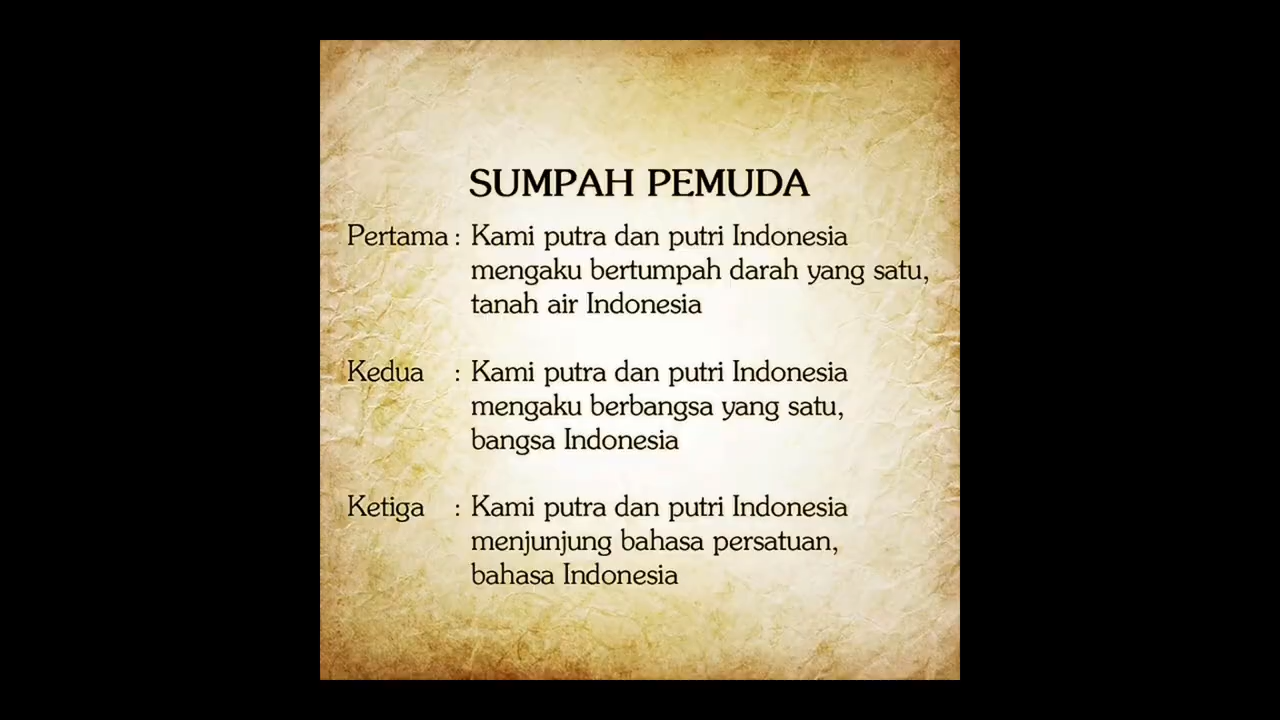 SUMPAH PEMUDA
Pertama : Kami putra dan putri Indonesia
mengaku bertumpah darah yang satu,
tanah air Indonesia
Kedua : Kami putra dan putri Indonesia
mengaku berbangsa yang satu,
bangsa Indonesia
Ketiga : Kami putra dan putri Indonesia
menjunjung bahasa persatuan,
bahasa Indonesia